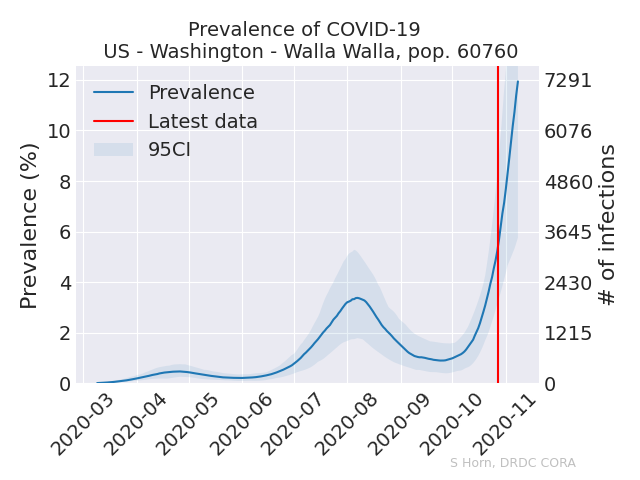 Prevalence of COVID-19
US - Washington - Walla Walla, pop. 60760
Prevalence
Latest data
95CI
Prevalence (%)
12
10
8
6
4
2
0
7291
6076
4860
3645
2430
1215
0
# of infections
2020-03
2020-04
2020-05
2020-06
2020-07
2020-08
2020-09
2020-10
2020-11
S Horn, DRDC CORA